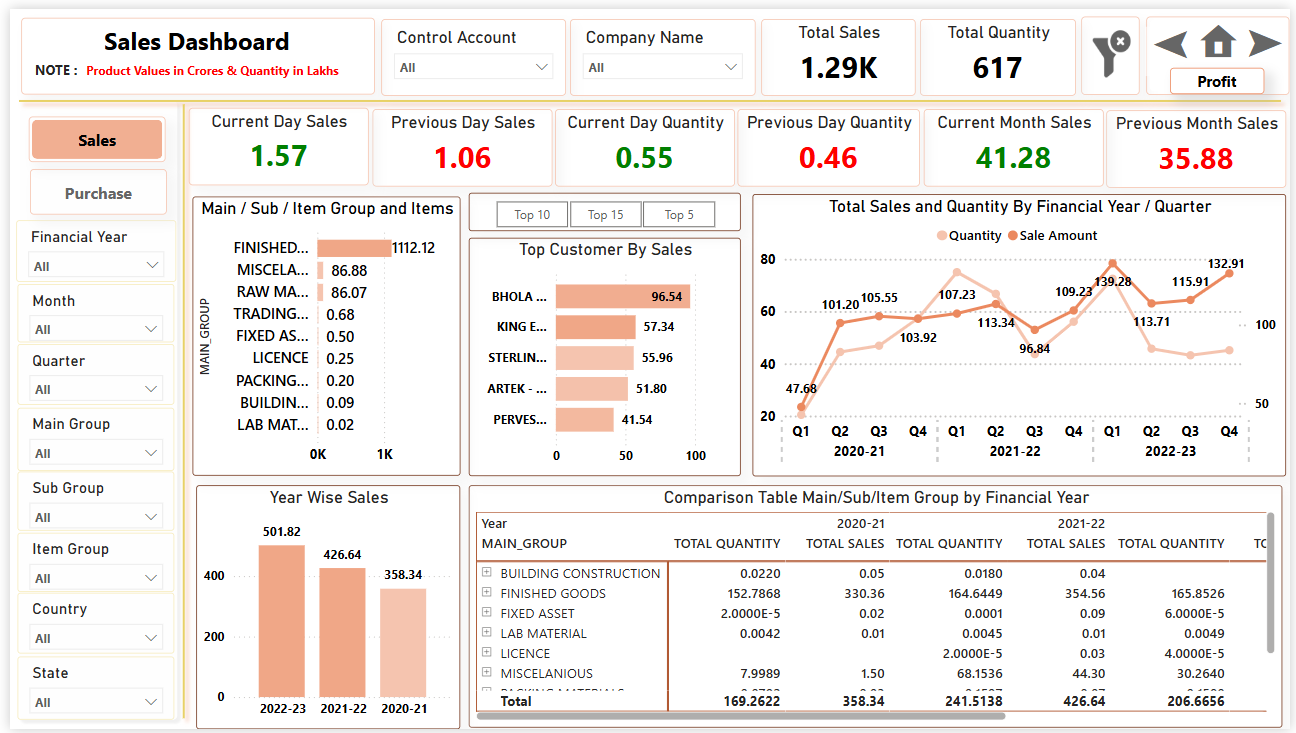 Sales Dashboard
NOTE : Product Values in Crores & Quantity in Lakhs
Control Account
All
Company Name
All
Total Sales
1.29K
Total Quantity
617
Profit
Sales
Purchase
Financial Year
All
Month
All
Quarter
All
Main Group
All
Sub Group
All
Item Group
All
Country
All
State
All
Current Day Sales
1.57
Previous Day Sales
1.06
Current Day Quantity
0.55
Previous Day Quantity
0.46
Current Month Sales
41.28
Previous Month Sales
35.88
Main / Sub / Item Group and Items
MAIN_GROUP
FINISHED... 1112.12
MISCELA... 86.88
RAW MA... 86.07
TRADING... 0.68
FIXED AS... 0.50
LICENCE 0.25
PACKING... 0.20
BUILDIN... 0.09
LAB MAT... 0.02
0K 1K
Top 10 Top 15 Top 5
Top Customer By Sales
BHOLA ... 96.54
KING E... 57.34
STERLIN... 55.96
ARTEK - ... 51.80
PERVES... 41.54
0 50 100
Total Sales and Quantity By Financial Year / Quarter
Quantity Sale Amount
80
60
40
20
100
50
47.68
101.20
105.55
103.92
107.23
113.34
96.84
109.23
139.28
113.71
115.91
132.91
Q1 Q2 Q3 Q4 Q1 Q2 Q3 Q4 Q1 Q2 Q3 Q4
2020-21 2021-22 2022-23
Year Wise Sales
501.82
426.64
358.34
400
200
0
2022-23 2021-22 2020-21
Comparison Table Main/Sub/Item Group by Financial Year
Year 2020-21 2021-22
MAIN_GROUP TOTAL QUANTITY TOTAL SALES TOTAL QUANTITY TOTAL SALES TOTAL QUANTITY
BUILDING CONSTRUCTION 0.0220 0.05 0.0180 0.04
FINISHED GOODS 152.7868 330.36 164.6449 354.56 165.8526
FIXED ASSET 2.0000E-5 0.02 0.0001 0.09 6.0000E-5
LAB MATERIAL 0.0042 0.01 0.0045 0.01 0.0049
LICENCE 2.0000E-5 0.03 4.0000E-5
MISCELANIOUS 7.9989 1.50 68.1536 44.30 30.2640
Total 169.2622 358.34 241.5138 426.64 206.6656